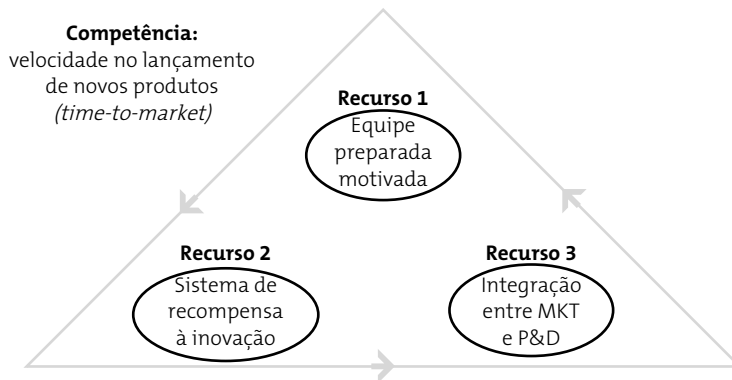 Competência:
velocidade no lançamento
de novos produtos
(time-to-market)
Recurso 1
Equipe
preparada
motivada
Recurso 2
Sistema de
recompensa
à inovação
Recurso 3
Integração
entre MKT
e P&D